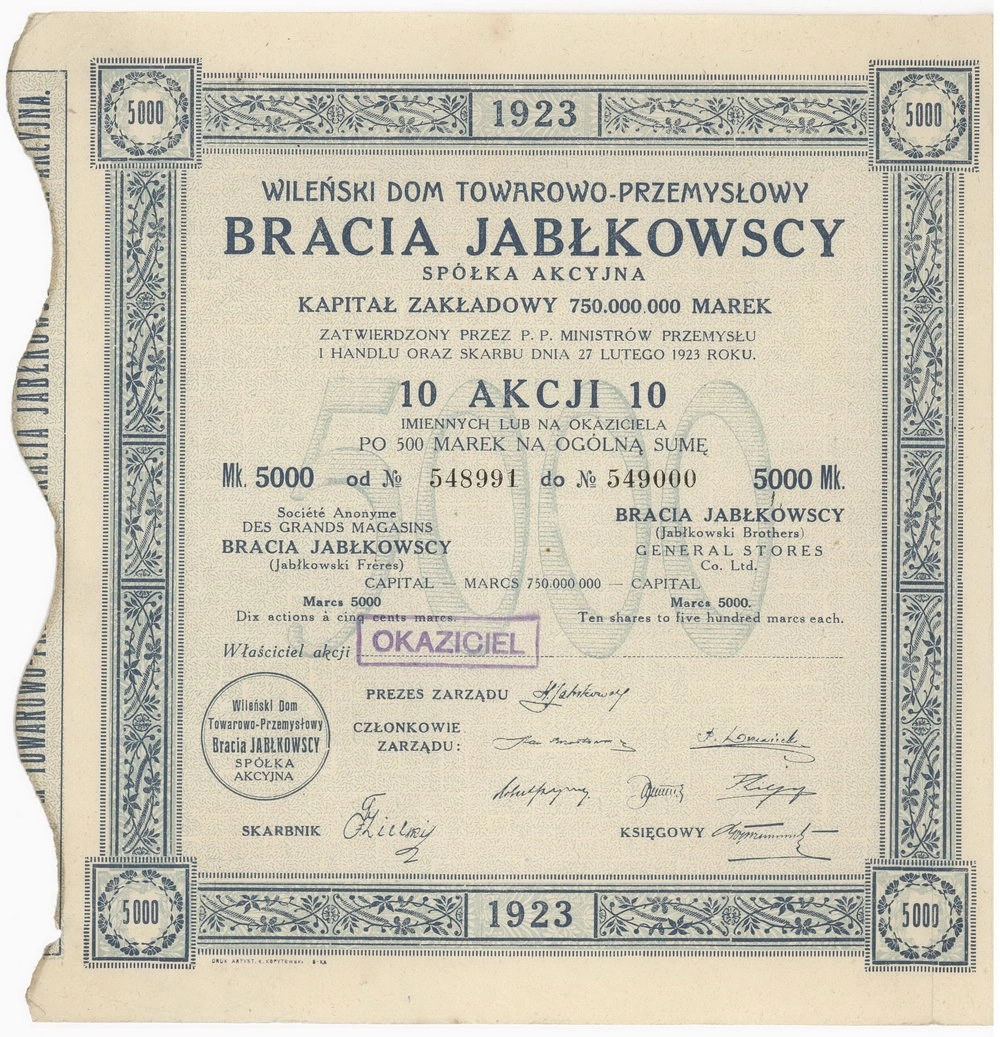 5000
1923
5000
WILEŃSKI DOM TOWAROWO-PRZEMYSŁOWY
BRACIA JABŁKOWSCY
SPÓŁKA AKCYJNA
KAPITAŁ ZAKŁADOWY 750.000.000 MAREK
ZATWIERDZONY PRZEZ P. P. MINISTRÓW PRZEMYSŁU
I HANDLU ORAZ SKARBU DNIA 27 LUTEGO 1923 ROKU.
5000
10 AKCJI 10
IMIENNYCH LUB NA OKAZICIELA
PO 500 MAREK NA OGÓLNĄ SUMĘ
Mk. 5000 od № 548991 do № 549000 5000 Mk.
Société Anonyme
DES GRANDS MAGASINS
BRACIA JABŁKOWSCY
(Jabłkowski Frères)
BRACIA JABŁKOWSCY
(Jabłkowski Brothers)
GENERAL STORES
Co. Ltd.
CAPITAL — MARCS 750.000.000 — CAPITAL
Marcs 5000
Dix actions à cinq cents marcs.
Marcs 5000.
Ten shares to five hundred marcs each.
Właściciel akcji
OKAZICIEL
Wileński Dom
Towarowo-Przemysłowy
Bracia JABŁKOWSCY
SPÓŁKA
AKCYJNA
PREZES ZARZĄDU
CZŁONKOWIE
ZARZĄDU:
SKARBNIK
KSIĘGOWY
5000
1923
5000
AKCYJNA.